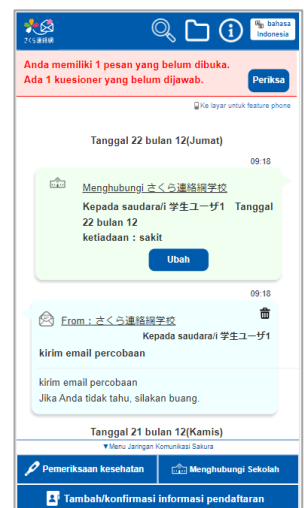 さくら連絡網
bahasa
Indonesia
Anda memiliki 1 pesan yang
belum dibuka.
Ada 1 kuesioner yang belum
dijawab.
Periksa
Ke layar untuk feature phone
Tanggal 22 bulan 12(Jumat)
09:18
Menghubungi さくら連絡網学校
Kepada saudara/i 学生ユーザ1 Tanggal
22 bulan 12
ketiadaan : sakit
Ubah
09:18
From : さくら連絡網学校
Kepada saudara/i 学生ユーザ1
kirim email percobaan
kirim email percobaan
Jika Anda tidak tahu, silakan buang.
Tanggal 21 bulan 12(Kamis)
▼Menu Jaringan Komunikasi Sakura
Pemeriksaan kesehatan
Menghubungi Sekolah
Tambah/konfirmasi informasi pendaftaran